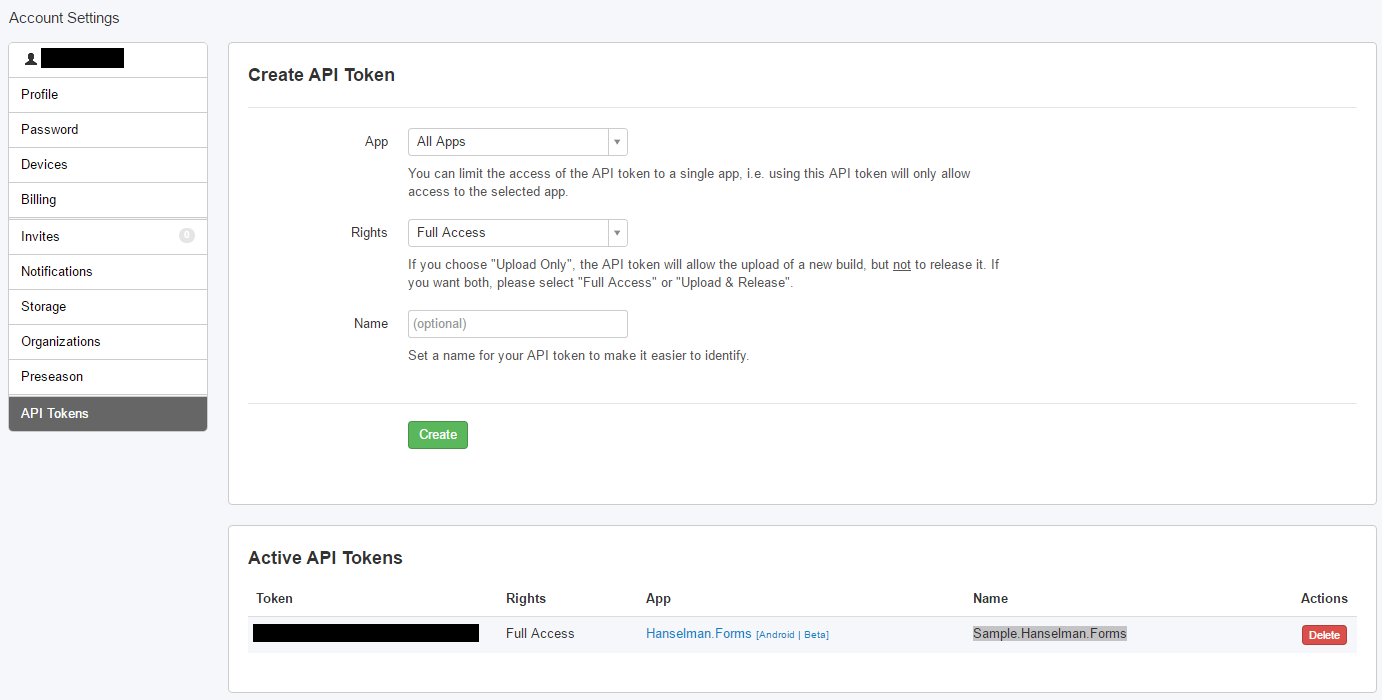 Account Settings
Profile
Password
Devices
Billing
Invites 0
Notifications
Storage
Organizations
Preseason
API Tokens
Create API Token
App All Apps
You can limit the access of the API token to a single app, i.e. using this API token will only allow
access to the selected app.
Rights Full Access
If you choose "Upload Only", the API token will allow the upload of a new build, but not to release it. If
you want both, please select "Full Access" or "Upload & Release".
Name (optional)
Set a name for your API token to make it easier to identify.
Create
Active API Tokens
Token Rights App Name Actions
Full Access Hanselman.Forms [Android | Beta] Sample.Hanselman.Forms Delete